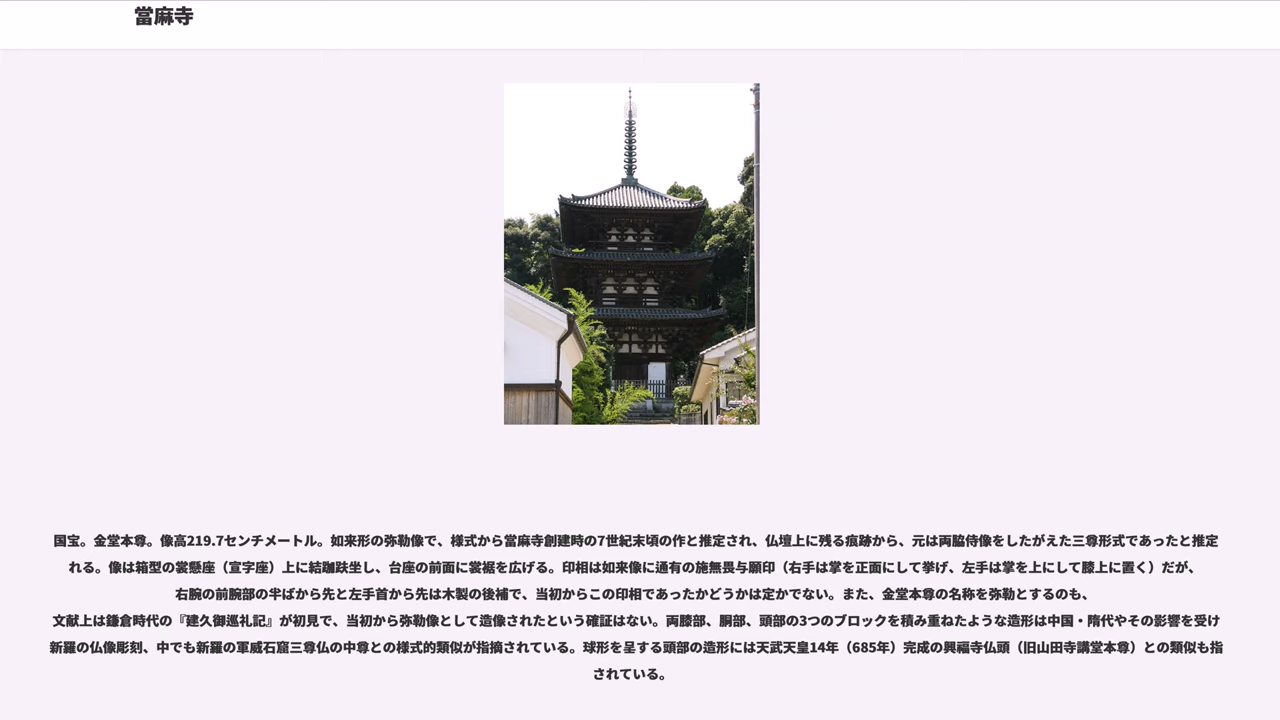 當麻寺
国宝。金堂本尊。像高219.7センチメートル。如来形の弥勒像で、様式から當麻寺創建時の7世紀末頃の作と推定され、仏壇上に残る痕跡から、元は両脇侍像をしたがえた三尊形式であったと推定
れる。像は箱型の裳懸座（宣字座）上に結跏趺坐し、台座の前面に裳裾を広げる。印相は如来像に通有の施無畏与願印（右手は掌を正面にして挙げ、左手は掌を上にして膝上に置く）だが、
右腕の前腕部の半ばから先と左手首から先は木製の後補で、当初からこの印相であったかどうかは定かでない。また、金堂本尊の名称を弥勒とするのも、
文献上は鎌倉時代の『建久御巡礼記』が初見で、当初から弥勒像として造像されたという確証はない。両膝部、胴部、頭部の3つのブロックを積み重ねたような造形は中国・隋代やその影響を受け
新羅の仏像彫刻、中でも新羅の軍威石窟三尊仏の中尊との様式的類似が指摘されている。球形を呈する頭部の造形には天武天皇14年（685年）完成の興福寺仏頭（旧山田寺講堂本尊）との類似も指
されている。